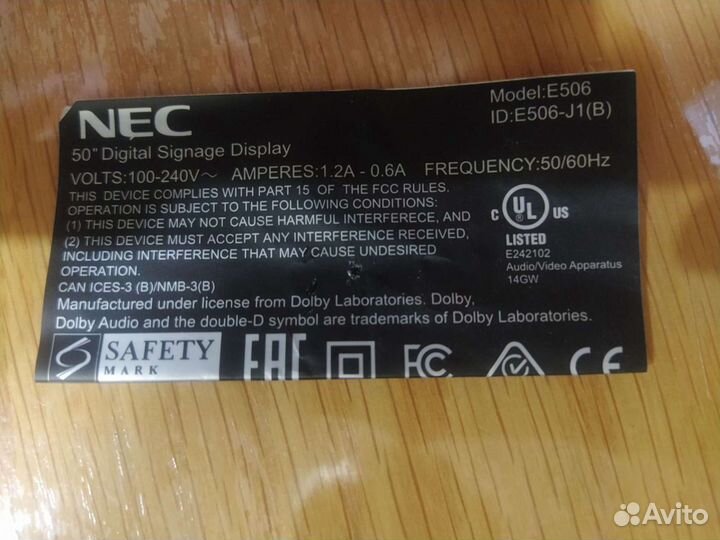 NEC
Model:E506
ID:E506-J1(B)
50" Digital Signage Display
VOLTS:100-240V～ AMPERES:1.2A - 0.6A FREQUENCY:50/60Hz
THIS DEVICE COMPLIES WITH PART 15 OF THE FCC RULES.
OPERATION IS SUBJECT TO THE FOLLOWING CONDITIONS:
(1) THIS DEVICE MAY NOT CAUSE HARMFUL INTERFERECE, AND
(2) THIS DEVICE MUST ACCEPT ANY INTERFERENCE RECEIVED,
INCLUDING INTERFERENCE THAT MAY CAUSE UNDESIRED
OPERATION.
CAN ICES-3 (B)/NMB-3(B)
C UL US
LISTED
E242102
Audio/Video Apparatus
14GW
Manufactured under license from Dolby Laboratories. Dolby,
Dolby Audio and the double-D symbol are trademarks of Dolby Laboratories.
SAFETY
MARK
EAC FC CE
Avito